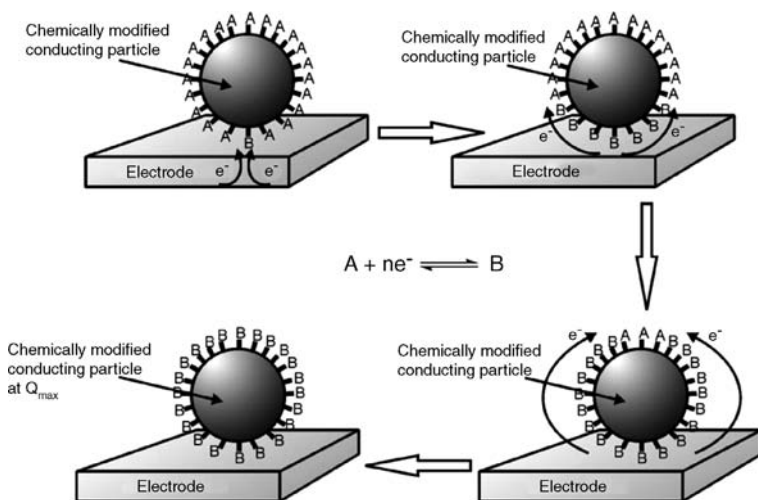 Chemically modified
conducting particle
A
B
Electrode
e⁻ e⁻
Chemically modified
conducting particle
A
B
e⁻ e⁻
Electrode
A + ne⁻ ⇌ B
Chemically modified
conducting particle
at Qmax
B
Electrode
e⁻ e⁻
B B A A A B B
Chemically modified
conducting particle
Electrode